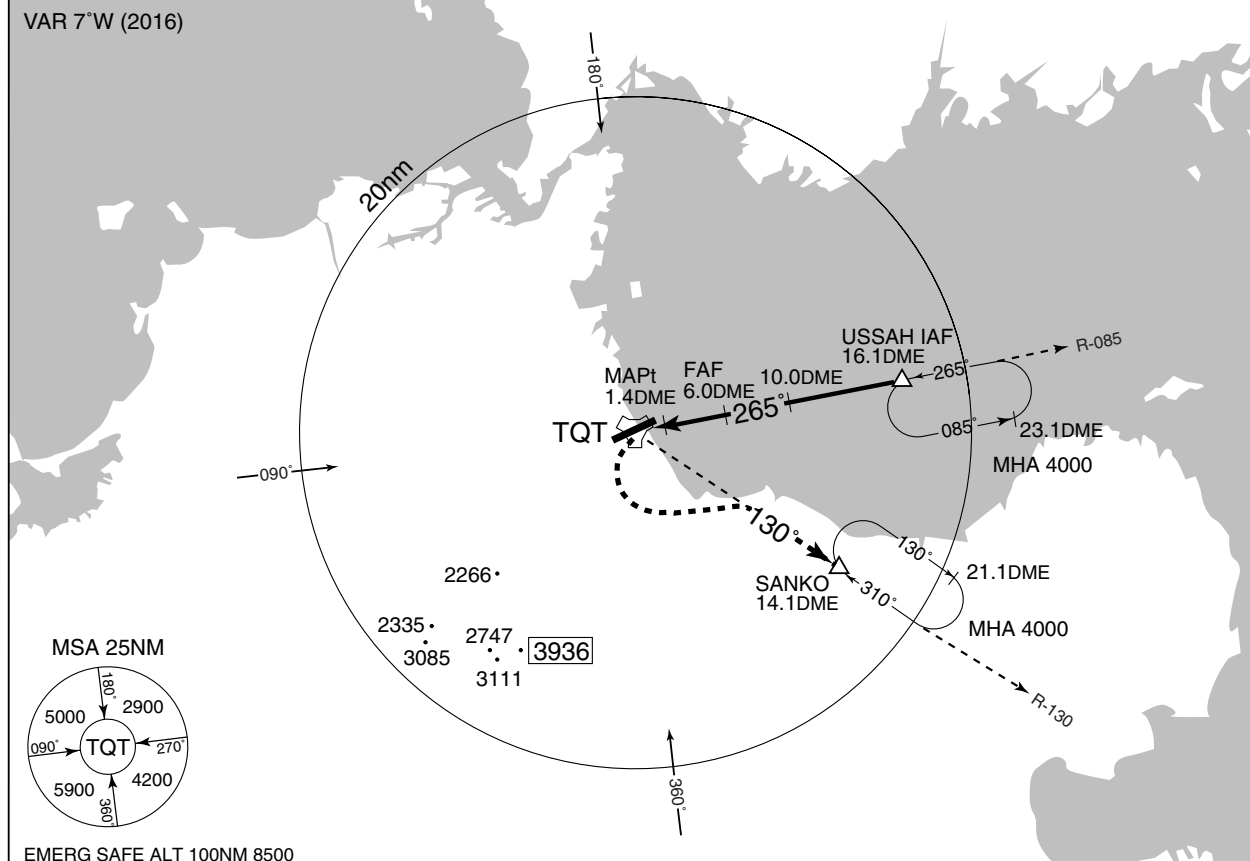 VAR 7˚W (2016)
180˚
20nm
USSAH IAF
16.1DME
R-085
265˚
MAPt
1.4DME
FAF
6.0DME
10.0DME
265˚
TQT
085˚
23.1DME
MHA 4000
090˚
130˚
130˚
21.1DME
SANKO
14.1DME
310˚
MHA 4000
2266
2335
3085
2747
3936
3111
R-130
360˚
MSA 25NM
180˚
5000
2900
090˚
TQT
270˚
5900
4200
360˚
EMERG SAFE ALT 100NM 8500